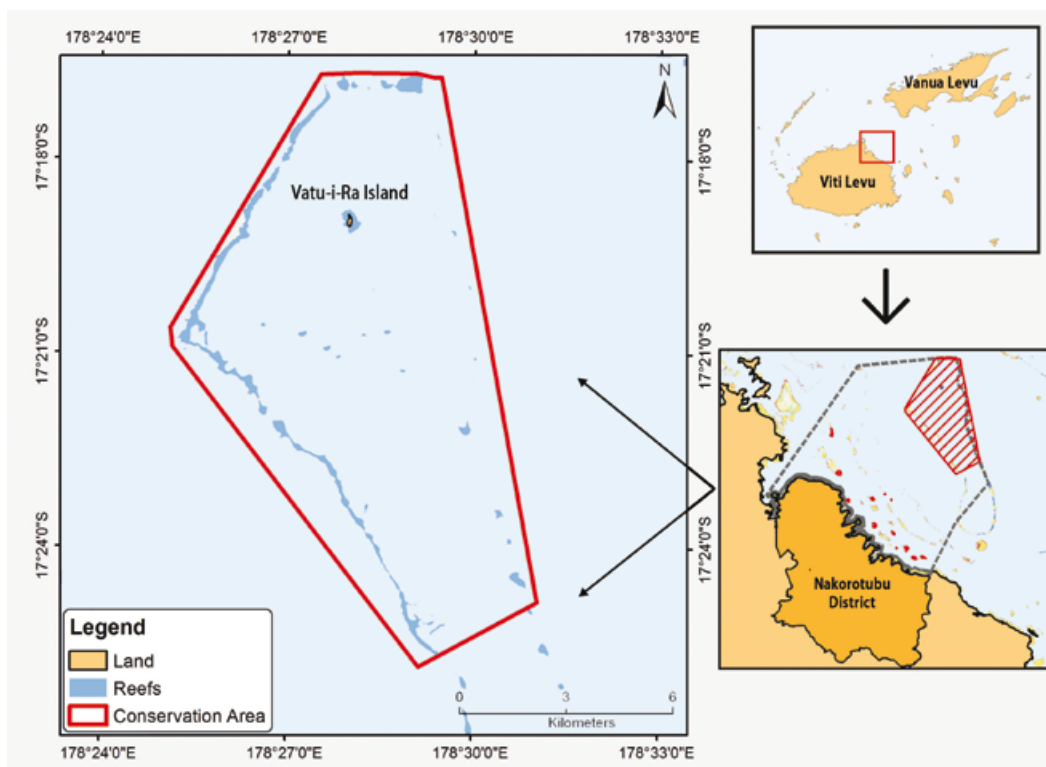 178°24'0"E
178°27'0"E
178°30'0"E
178°33'0"E
N
17°18'0"S
17°18'0"S
Vatu-i-Ra Island
17°21'0"S
17°21'0"S
17°24'0"S
17°24'0"S
Legend
Land
Reefs
Conservation Area
0
3
6
Kilometers
178°24'0"E
178°27'0"E
178°30'0"E
178°33'0"E
Vanua Levu
Viti Levu
Nakorotubu
District